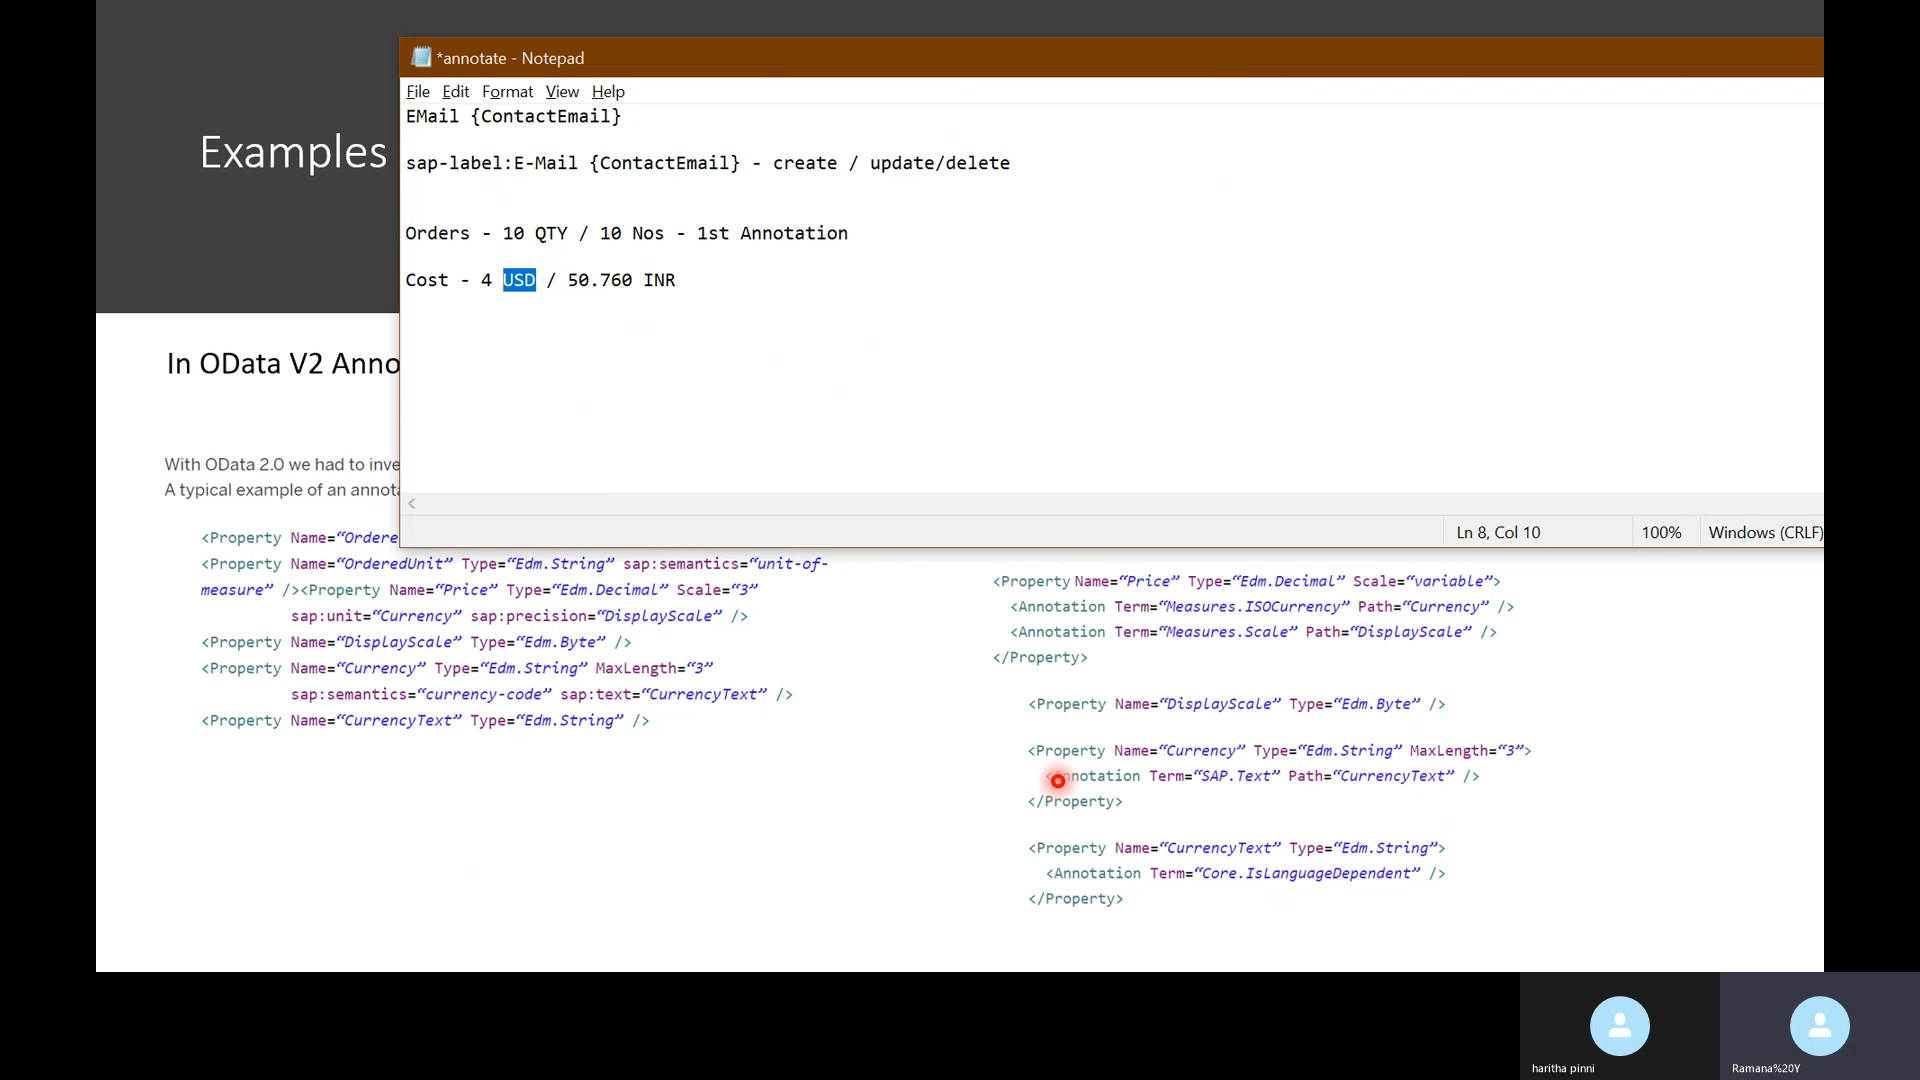 *annotate - Notepad
File Edit Format View Help
EMail {ContactEmail}
sap-label:E-Mail {ContactEmail} - create / update/delete
Orders - 10 QTY / 10 Nos - 1st Annotation
Cost - 4 USD / 50.760 INR
Ln 8, Col 10 100% Windows (CRLF)
Examples
In OData V2 Anno
With OData 2.0 we had to inve
A typical example of an annota
<Property Name=“Ordere
<Property Name=“OrderedUnit” Type=“Edm.String” sap:semantics=“unit-of-
measure” /><Property Name=“Price” Type=“Edm.Decimal” Scale=“3”
sap:unit=“Currency” sap:precision=“DisplayScale” />
<Property Name=“DisplayScale” Type=“Edm.Byte” />
<Property Name=“Currency” Type=“Edm.String” MaxLength=“3”
sap:semantics=“currency-code” sap:text=“CurrencyText” />
<Property Name=“CurrencyText” Type=“Edm.String” />
<Property Name=“Price” Type=“Edm.Decimal” Scale=“variable”>
<Annotation Term=“Measures.ISOCurrency” Path=“Currency” />
<Annotation Term=“Measures.Scale” Path=“DisplayScale” />
</Property>
<Property Name=“DisplayScale” Type=“Edm.Byte” />
<Property Name=“Currency” Type=“Edm.String” MaxLength=“3”>
<Annotation Term=“SAP.Text” Path=“CurrencyText” />
</Property>
<Property Name=“CurrencyText” Type=“Edm.String”>
<Annotation Term=“Core.IsLanguageDependent” />
</Property>
haritha pinni
Ramana%20Y